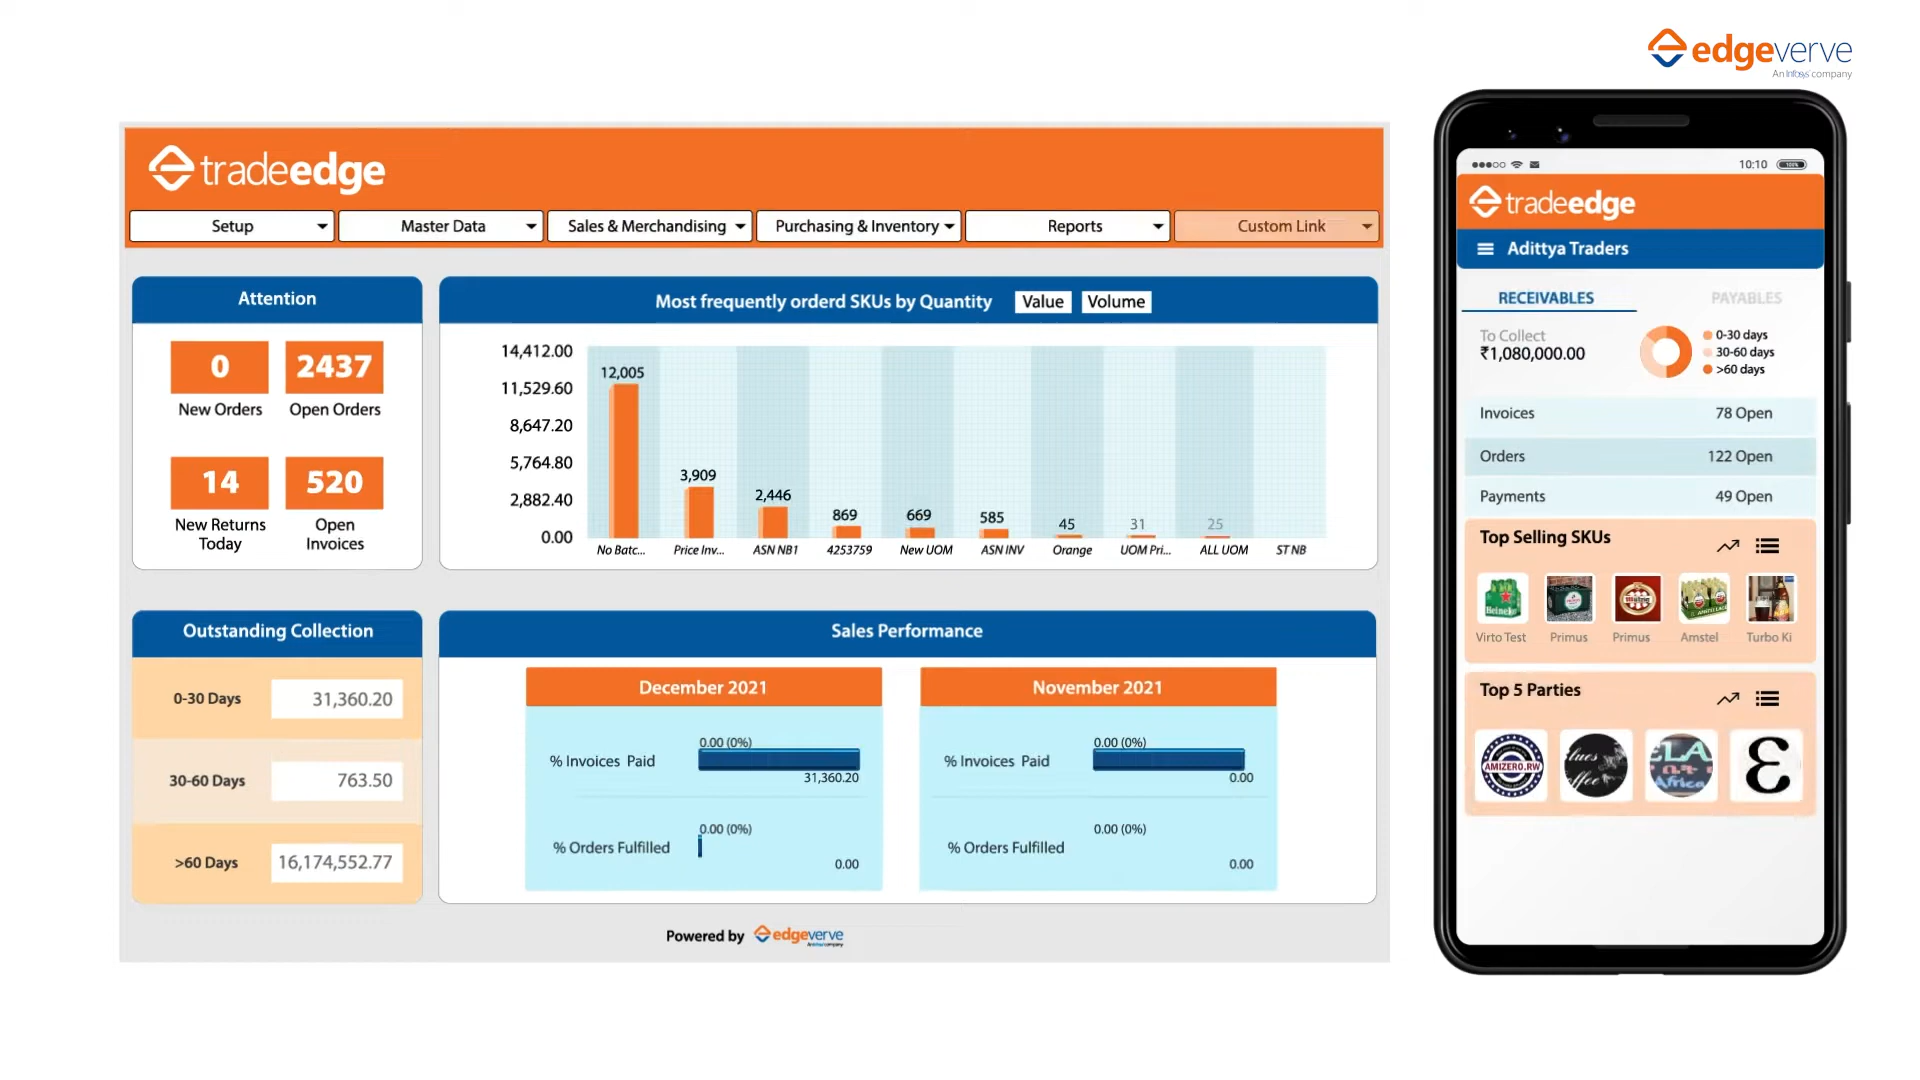 edgeverve
An Infosys company
tradeedge
Setup
Master Data
Sales & Merchandising
Purchasing & Inventory
Reports
Custom Link
Attention
0
2437
New Orders
Open Orders
14
520
New Returns
Today
Open
Invoices
Most frequently orderd SKUs by Quantity
Value
Volume
14,412.00
11,529.60
8,647.20
5,764.80
2,882.40
0.00
12,005
3,909
2,446
869
669
585
45
31
25
No Batc...
Price Inv...
ASN NB1
4253759
New UOM
ASN INV
Orange
UOM Pri...
ALL UOM
ST NB
Outstanding Collection
0-30 Days
31,360.20
30-60 Days
763.50
>60 Days
16,174,552.77
Sales Performance
December 2021
% Invoices Paid
0.00 (0%)
31,360.20
% Orders Fulfilled
0.00 (0%)
0.00
November 2021
% Invoices Paid
0.00 (0%)
0.00
% Orders Fulfilled
0.00 (0%)
0.00
Powered by
edgeverve
10:10
100%
tradeedge
Adittya Traders
RECEIVABLES
PAYABLES
To Collect
₹1,080,000.00
0-30 days
30-60 days
>60 days
Invoices
78 Open
Orders
122 Open
Payments
49 Open
Top Selling SKUs
Virto Test
Primus
Primus
Amstel
Turbo Ki
Top 5 Parties
AMIZERO.RW